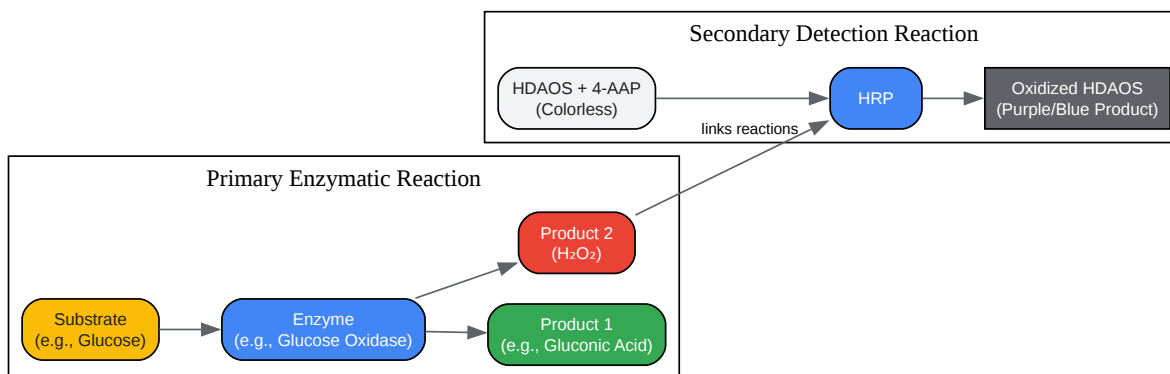 Secondary Detection Reaction
HDAOS + 4-AAP
(Colorless)
HRP
Oxidized HDAOS
(Purple/Blue Product)
links reactions
Primary Enzymatic Reaction
Product 2
(H₂O₂)
Substrate
(e.g., Glucose)
Enzyme
(e.g., Glucose Oxidase)
Product 1
(e.g., Gluconic Acid)